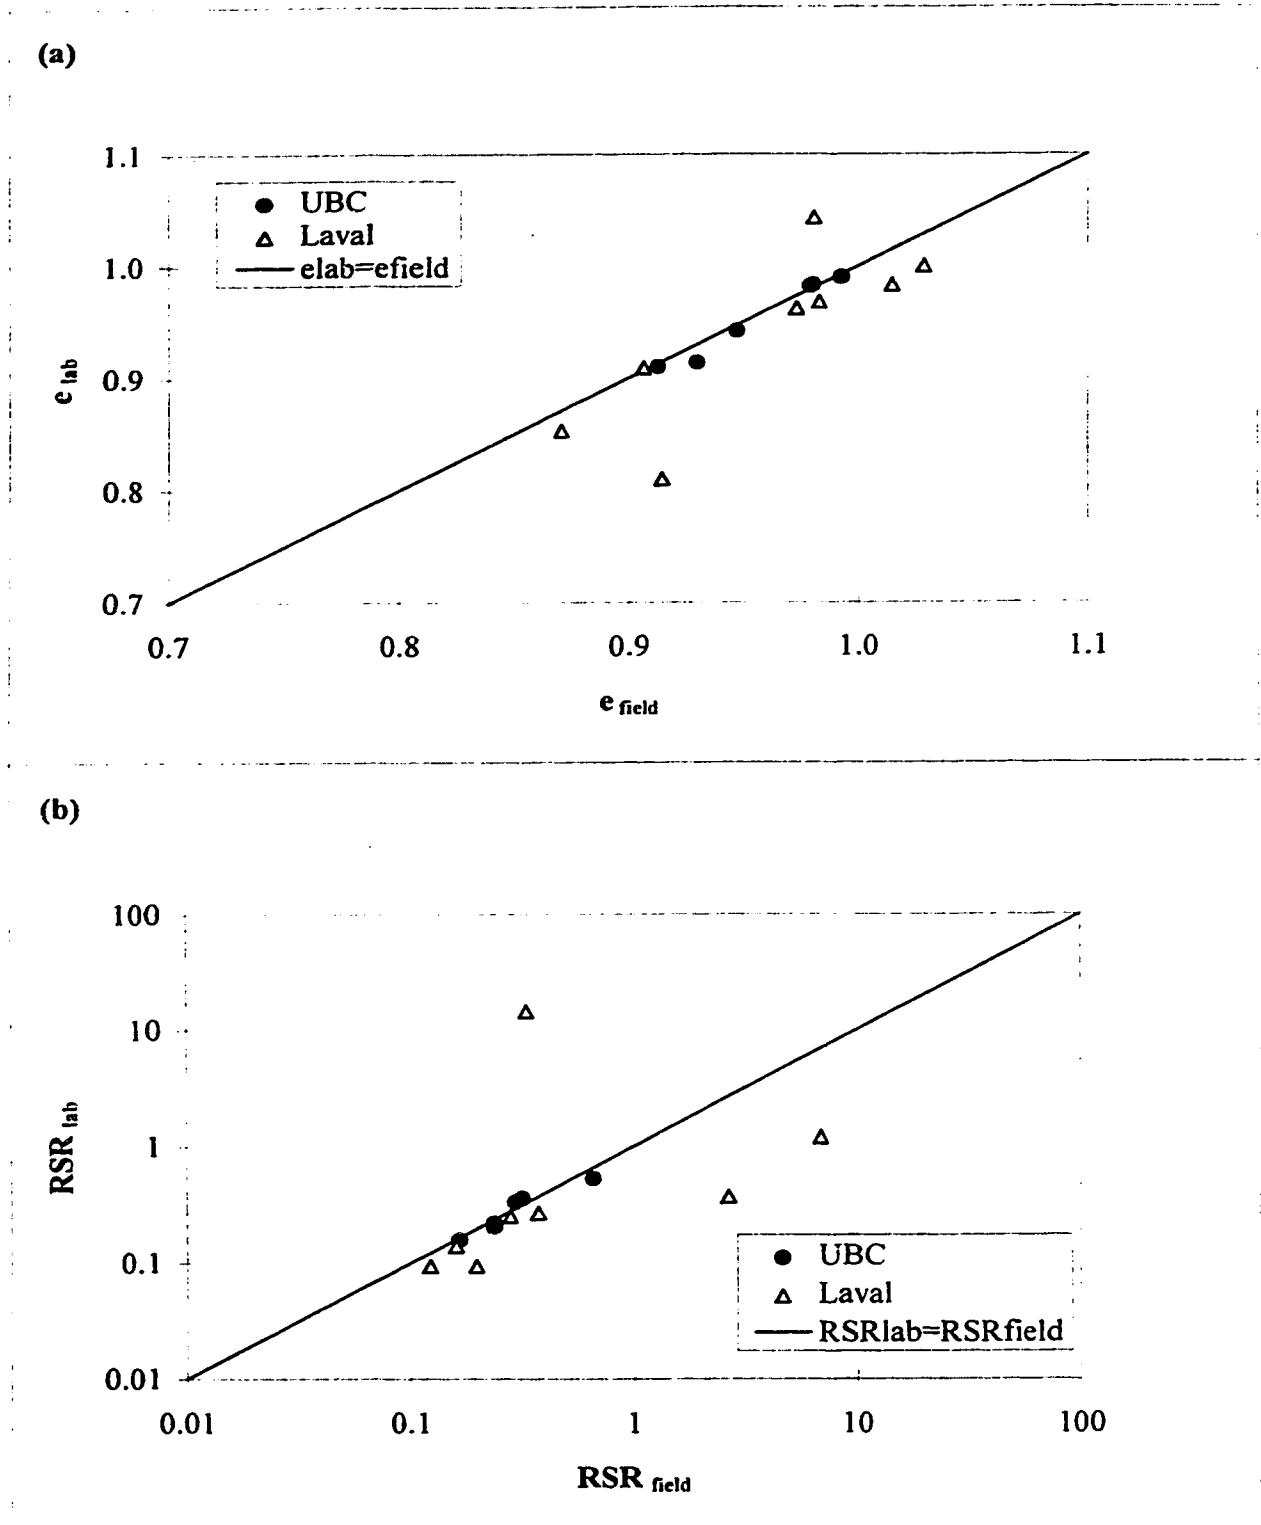 (a)
1.1
UBC
Laval
1.0
elab=efield
e lab
0.9
0.8
0.7
0.7 0.8 0.9 1.0 1.1
e field
(b)
100
10
RSR lab
1
UBC
0.1
Laval
RSRlab=RSRfield
0.01
0.01 0.1 1 10 100
RSR field